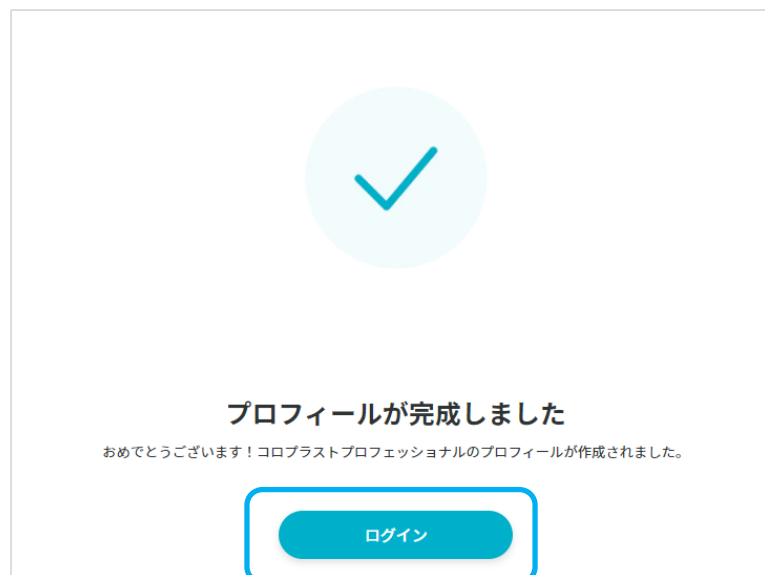 プロフィールが完成しました
おめでとうございます！コロプラストプロフェッショナルのプロフィールが作成されました。
ログイン